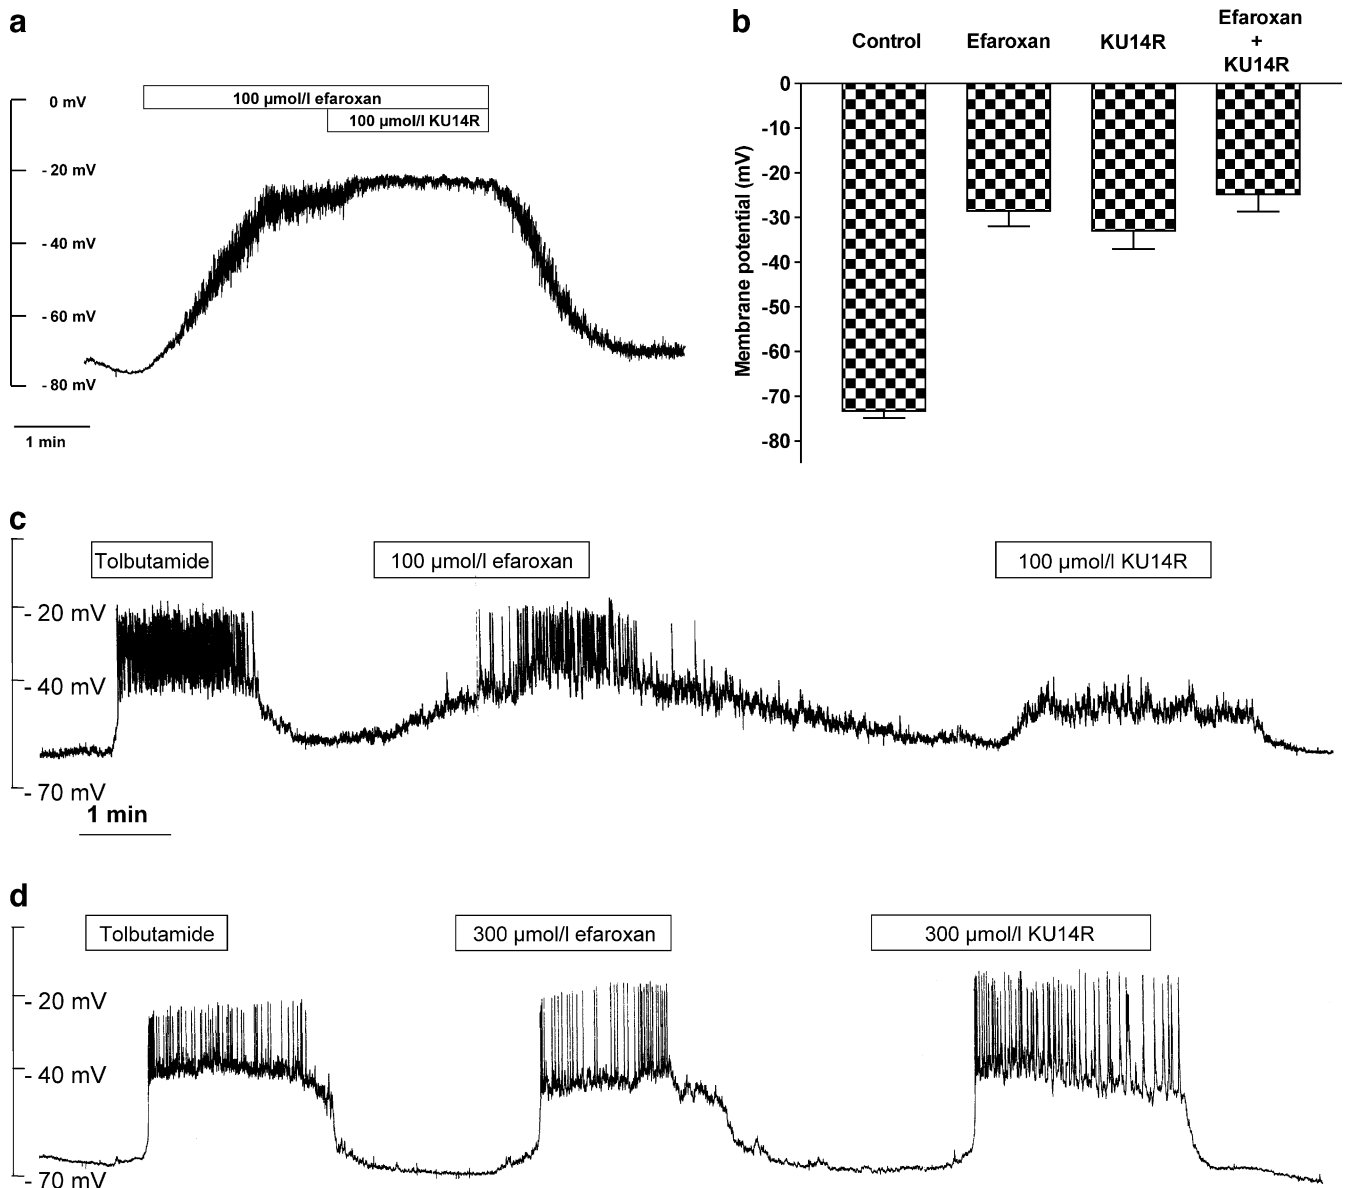 a
0 mV
100 µmol/l efaroxan
100 µmol/l KU14R
- 20 mV
- 40 mV
- 60 mV
- 80 mV
1 min
b
Control
Efaroxan
KU14R
Efaroxan
+
KU14R
Membrane potential (mV)
0
-10
-20
-30
-40
-50
-60
-70
-80
c
Tolbutamide
100 µmol/l efaroxan
100 µmol/l KU14R
- 20 mV
- 40 mV
- 70 mV
1 min
d
Tolbutamide
300 µmol/l efaroxan
300 µmol/l KU14R
- 20 mV
- 40 mV
- 70 mV